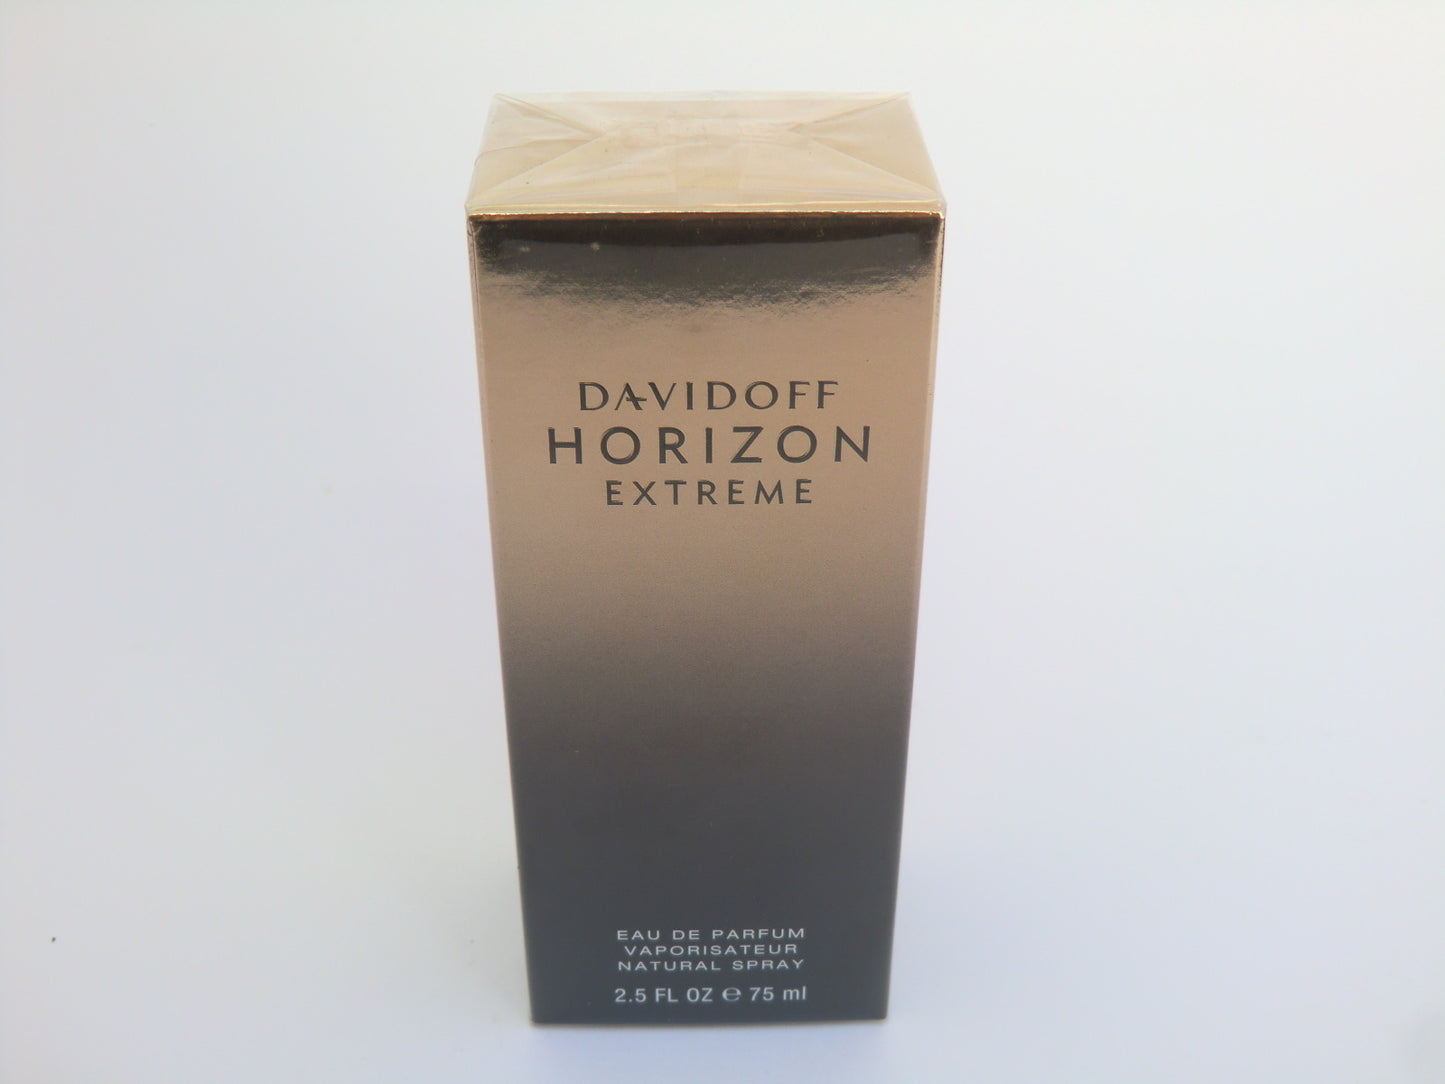 DAVIDOFF
HORIZON
EXTREME
EAU DE PARFUM
VAPORISATEUR
NATURAL SPRAY
2.5 FL OZ ℮ 75 ml